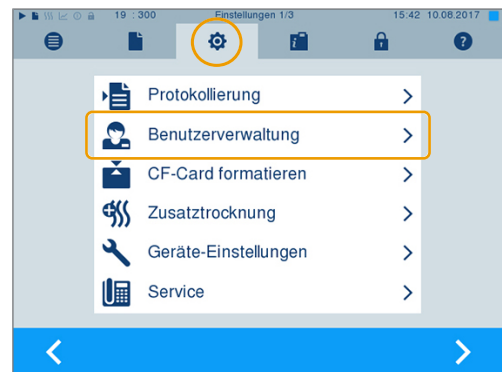 19 : 300 Einstellungen 1/3 15:42 10.08.2017
Protokollierung
Benutzerverwaltung
CF-Card formatieren
Zusatztrocknung
Geräte-Einstellungen
Service